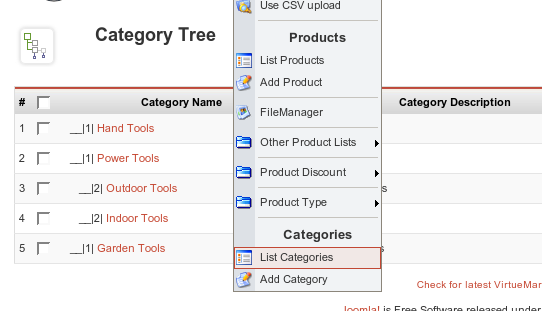 Use CSV upload
Category Tree
Products
List Products
Add Product
# Category Name Category Description
FileManager
1 __|1| Hand Tools
Other Product Lists
2 __|1| Power Tools
Product Discount
3 __|2| Outdoor Tools s
Product Type
4 __|2| Indoor Tools
Categories
5 __|1| Garden Tools
List Categories
Add Category
Check for latest VirtueMar
Joomla! is Free Software released under